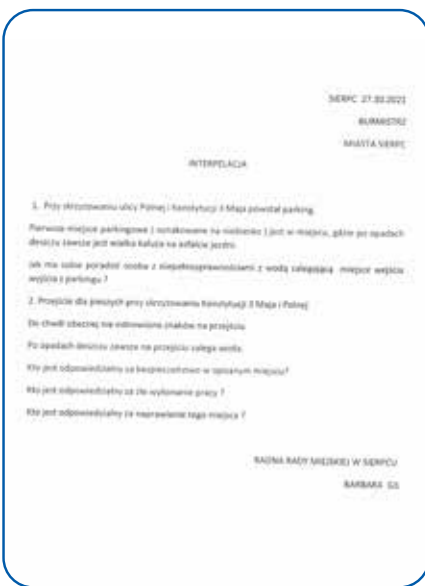 SIERPC 27.10.2021
BURMISTRZ
MIASTA SIERPC
INTERPELACJA
1. Przy skrzyżowaniu ulicy Polnej i Konstytucji 3 Maja powstał parking.
Pierwsze miejsce parkingowe ( oznakowane na niebiesko ) jest w miejscu, gdzie po opadach
deszczu zawsze jest wielka kałuża na asfalcie jezdni.
Jak ma sobie poradzić osoba z niepełnosprawnościami z wodą zalegającą miejsce wejścia
wyjścia z parkingu ?
2. Przejście dla pieszych przy skrzyżowaniu Konstytucji 3 Maja i Polnej
Do chwili obecnej nie odnowiono znaków na przejściu.
Po opadach deszczu zawsze na przejściu zalega woda.
Kto jest odpowiedzialny za bezpieczeństwo w opisanym miejscu?
Kto jest odpowiedzialny za złe wykonanie pracy ?
Kto jest odpowiedzialny za naprawienie tego miejsca ?
RADNA RADY MIEJSKIEJ W SIERPCU
BARBARA GIL